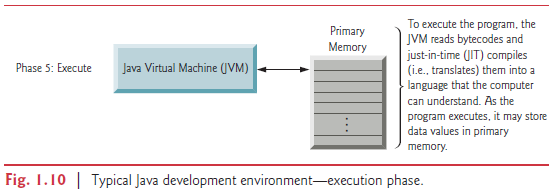 Phase 5: Execute
Java Virtual Machine (JVM)
Primary
Memory
To execute the program, the
JVM reads bytecodes and
just-in-time (JIT) compiles
(i.e., translates) them into a
language that the computer
can understand. As the
program executes, it may store
data values in primary
memory.
Fig. 1.10 | Typical Java development environment—execution phase.